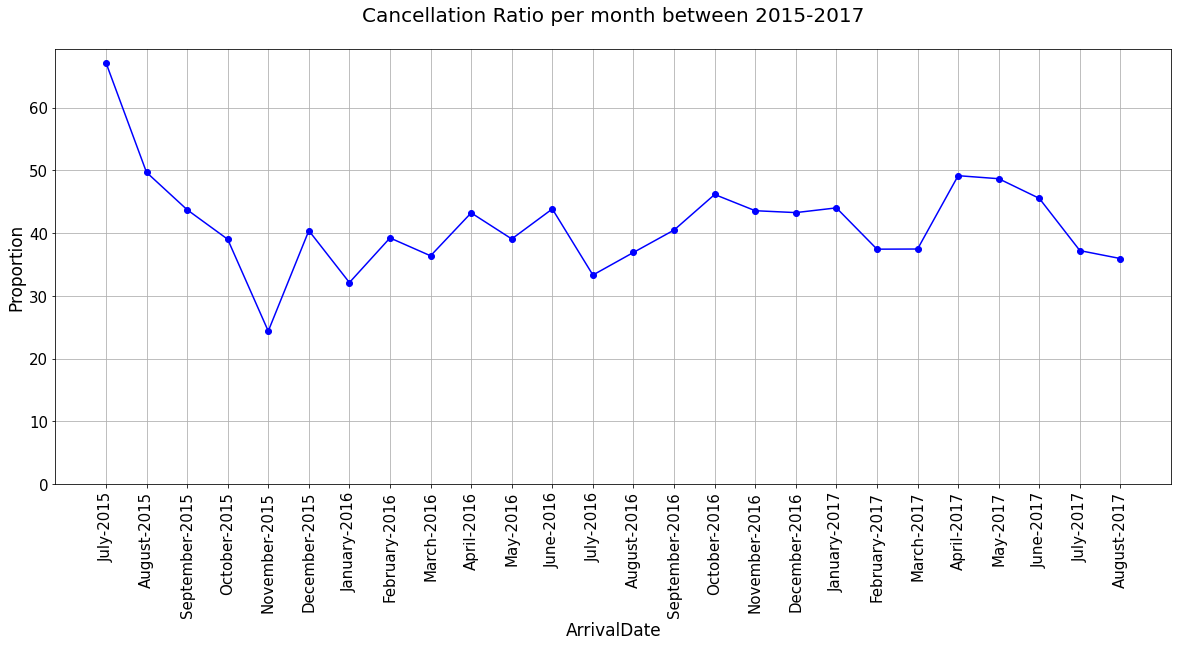 Cancellation Ratio per month between 2015-2017
Proportion
60
50
40
30
20
10
0
July-2015
August-2015
September-2015
October-2015
November-2015
December-2015
January-2016
February-2016
March-2016
April-2016
May-2016
June-2016
July-2016
August-2016
September-2016
October-2016
November-2016
December-2016
January-2017
February-2017
March-2017
April-2017
May-2017
June-2017
July-2017
August-2017
ArrivalDate